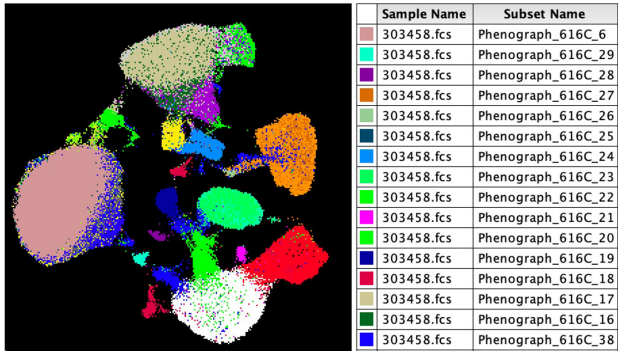 Sample Name Subset Name
303458.fcs Phenograph_616C_6
303458.fcs Phenograph_616C_29
303458.fcs Phenograph_616C_28
303458.fcs Phenograph_616C_27
303458.fcs Phenograph_616C_26
303458.fcs Phenograph_616C_25
303458.fcs Phenograph_616C_24
303458.fcs Phenograph_616C_23
303458.fcs Phenograph_616C_22
303458.fcs Phenograph_616C_21
303458.fcs Phenograph_616C_20
303458.fcs Phenograph_616C_19
303458.fcs Phenograph_616C_18
303458.fcs Phenograph_616C_17
303458.fcs Phenograph_616C_16
303458.fcs Phenograph_616C_38